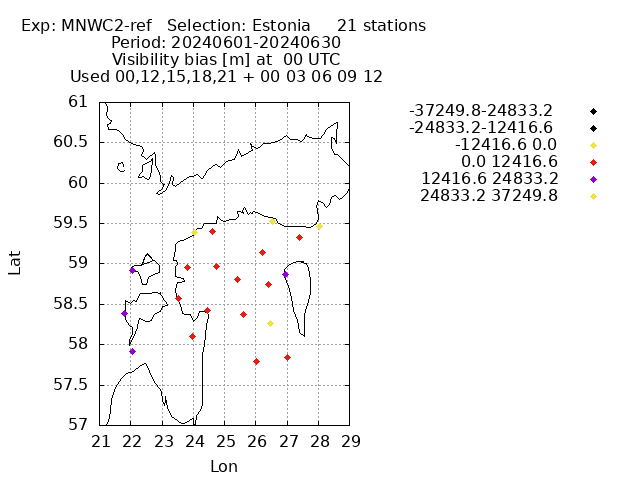 Exp: MNWC2-ref   Selection: Estonia     21 stations
Period: 20240601-20240630
Visibility bias [m] at  00 UTC
Used 00,12,15,18,21 + 00 03 06 09 12
-37249.8-24833.2
-24833.2-12416.6
-12416.6 0.0
0.0 12416.6
12416.6 24833.2
24833.2 37249.8
Lat
61
60.5
60
59.5
59
58.5
58
57.5
57
21 22 23 24 25 26 27 28 29
Lon